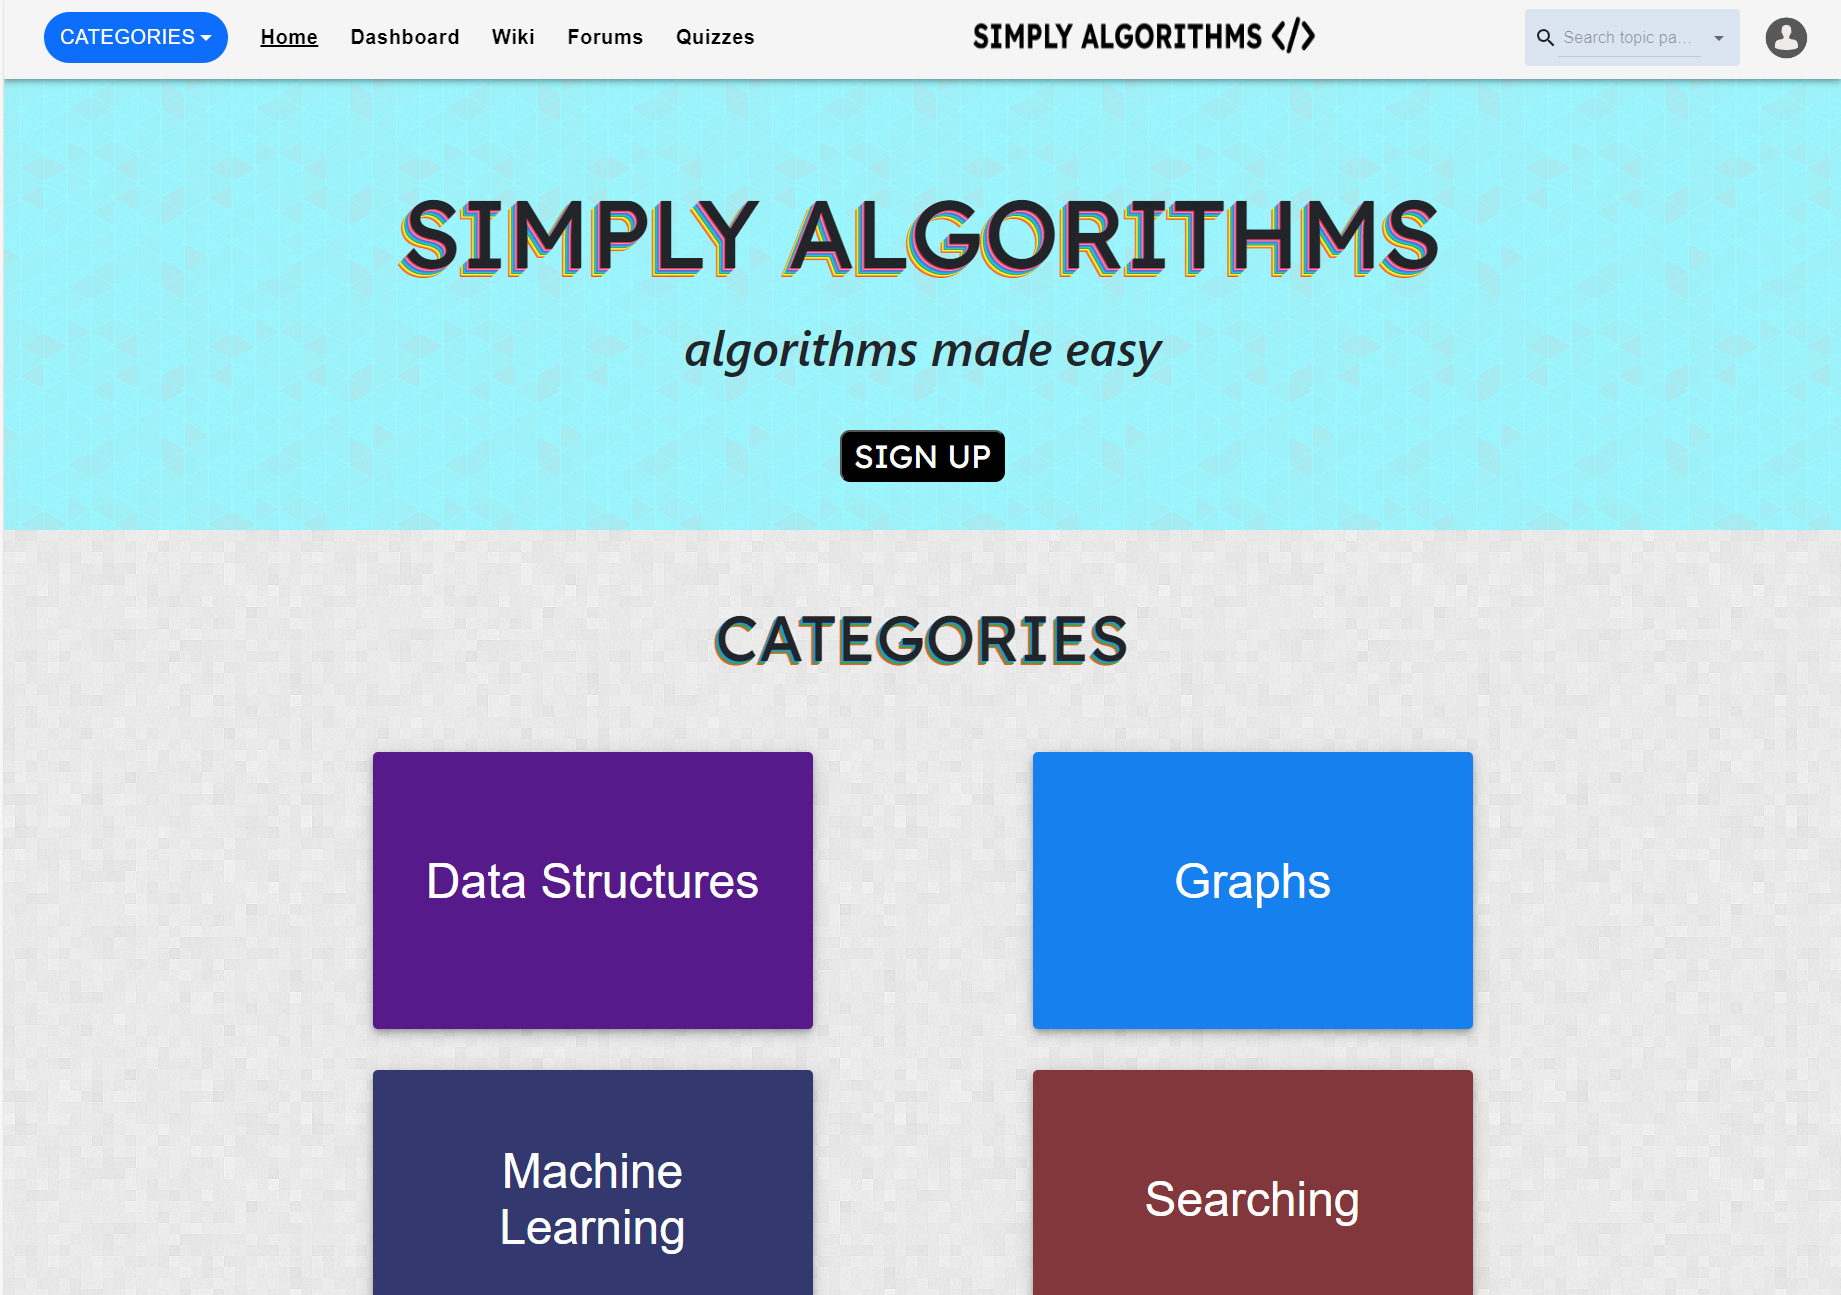 CATEGORIES
Home
Dashboard
Wiki
Forums
Quizzes
SIMPLY ALGORITHMS </>
Search topic pa...
SIMPLY ALGORITHMS
algorithms made easy
SIGN UP
CATEGORIES
Data Structures
Graphs
Machine
Learning
Searching